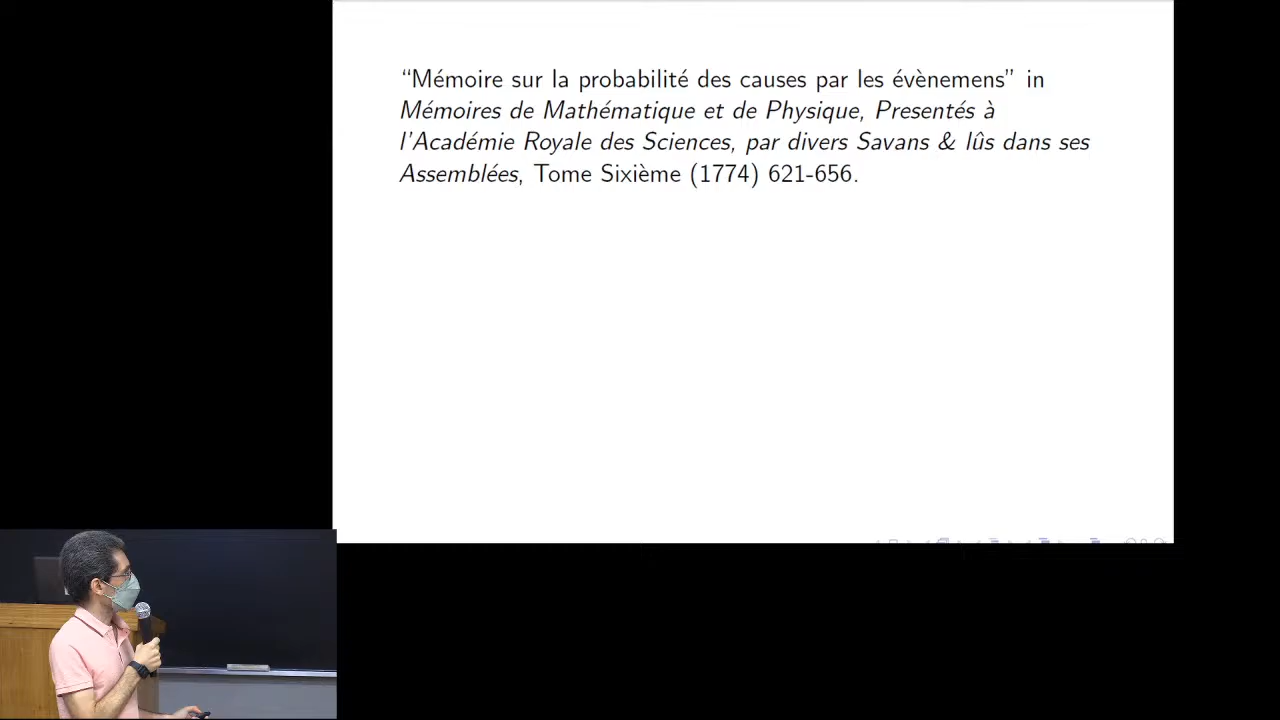 “Mémoire sur la probabilité des causes par les évènemens” in
Mémoires de Mathématique et de Physique, Presentés à
l'Académie Royale des Sciences, par divers Savans & lûs dans ses
Assemblées, Tome Sixième (1774) 621-656.